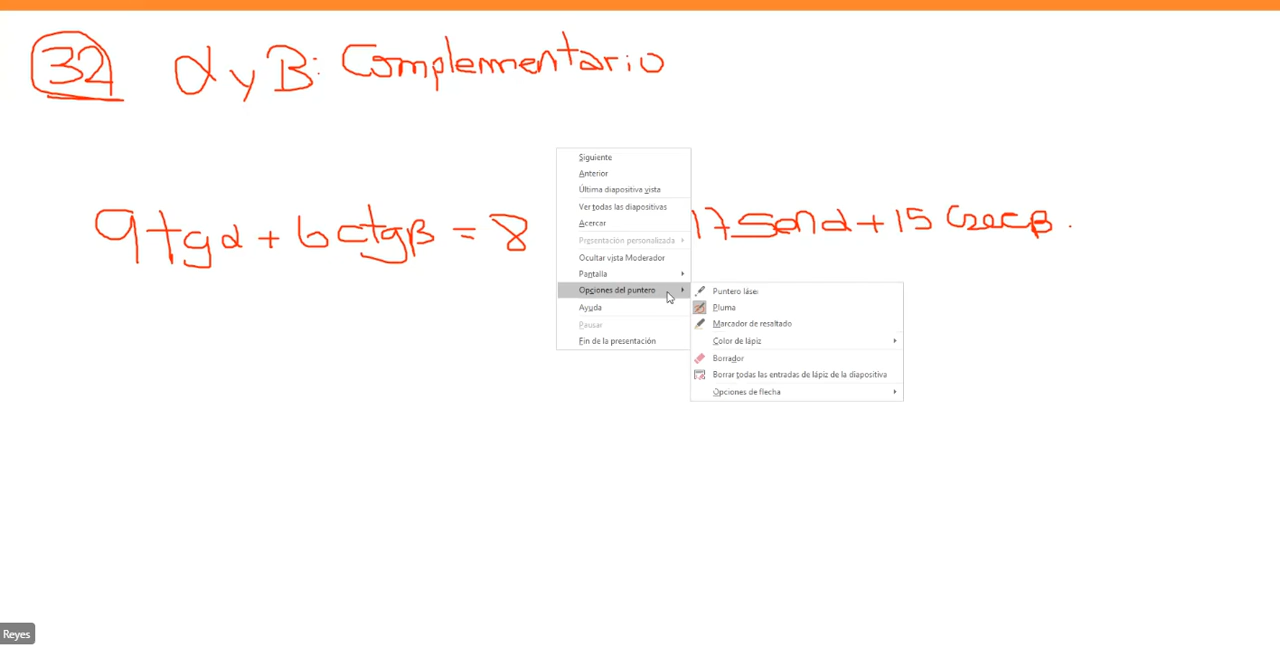 32 α y B: Complementario
9tgα + 6ctgβ = 8 17senα + 15 Cscβ.
Siguiente
Anterior
Última diapositiva vista
Ver todas las diapositivas
Acercar
Presentación personalizada
Ocultar vista Moderador
Pantalla
Opciones del puntero
Ayuda
Pausar
Fin de la presentación
Puntero láser
Pluma
Marcador de resaltado
Color de lápiz
Borrador
Borrar todas las entradas de lápiz de la diapositiva
Opciones de flecha
Reyes